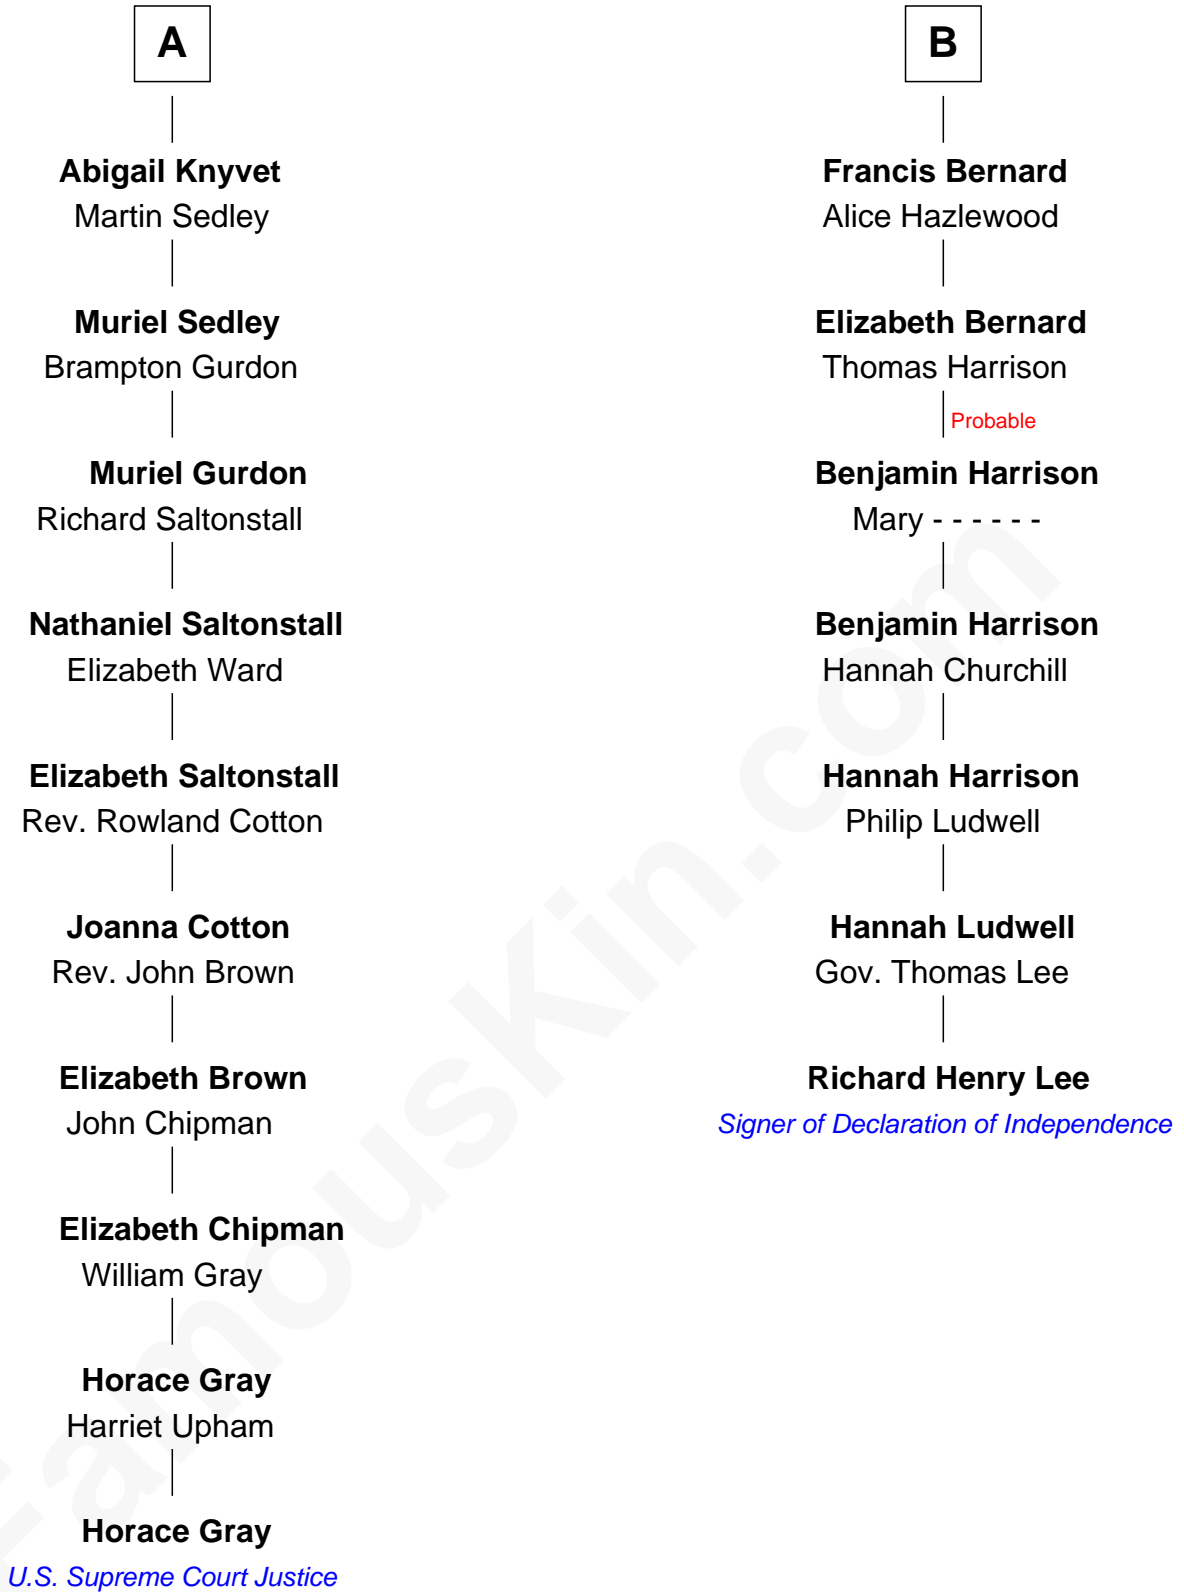 A
Abigail Knyvet
Martin Sedley
Muriel Sedley
Brampton Gurdon
Muriel Gurdon
Richard Saltonstall
Nathaniel Saltonstall
Elizabeth Ward
Elizabeth Saltonstall
Rev. Rowland Cotton
Joanna Cotton
Rev. John Brown
Elizabeth Brown
John Chipman
Elizabeth Chipman
William Gray
Horace Gray
Harriet Upham
Horace Gray
U.S. Supreme Court Justice
B
Francis Bernard
Alice Hazlewood
Elizabeth Bernard
Thomas Harrison
Probable
Benjamin Harrison
Mary - - - - - -
Benjamin Harrison
Hannah Churchill
Hannah Harrison
Philip Ludwell
Hannah Ludwell
Gov. Thomas Lee
Richard Henry Lee
Signer of Declaration of Independence
FamousKin.com